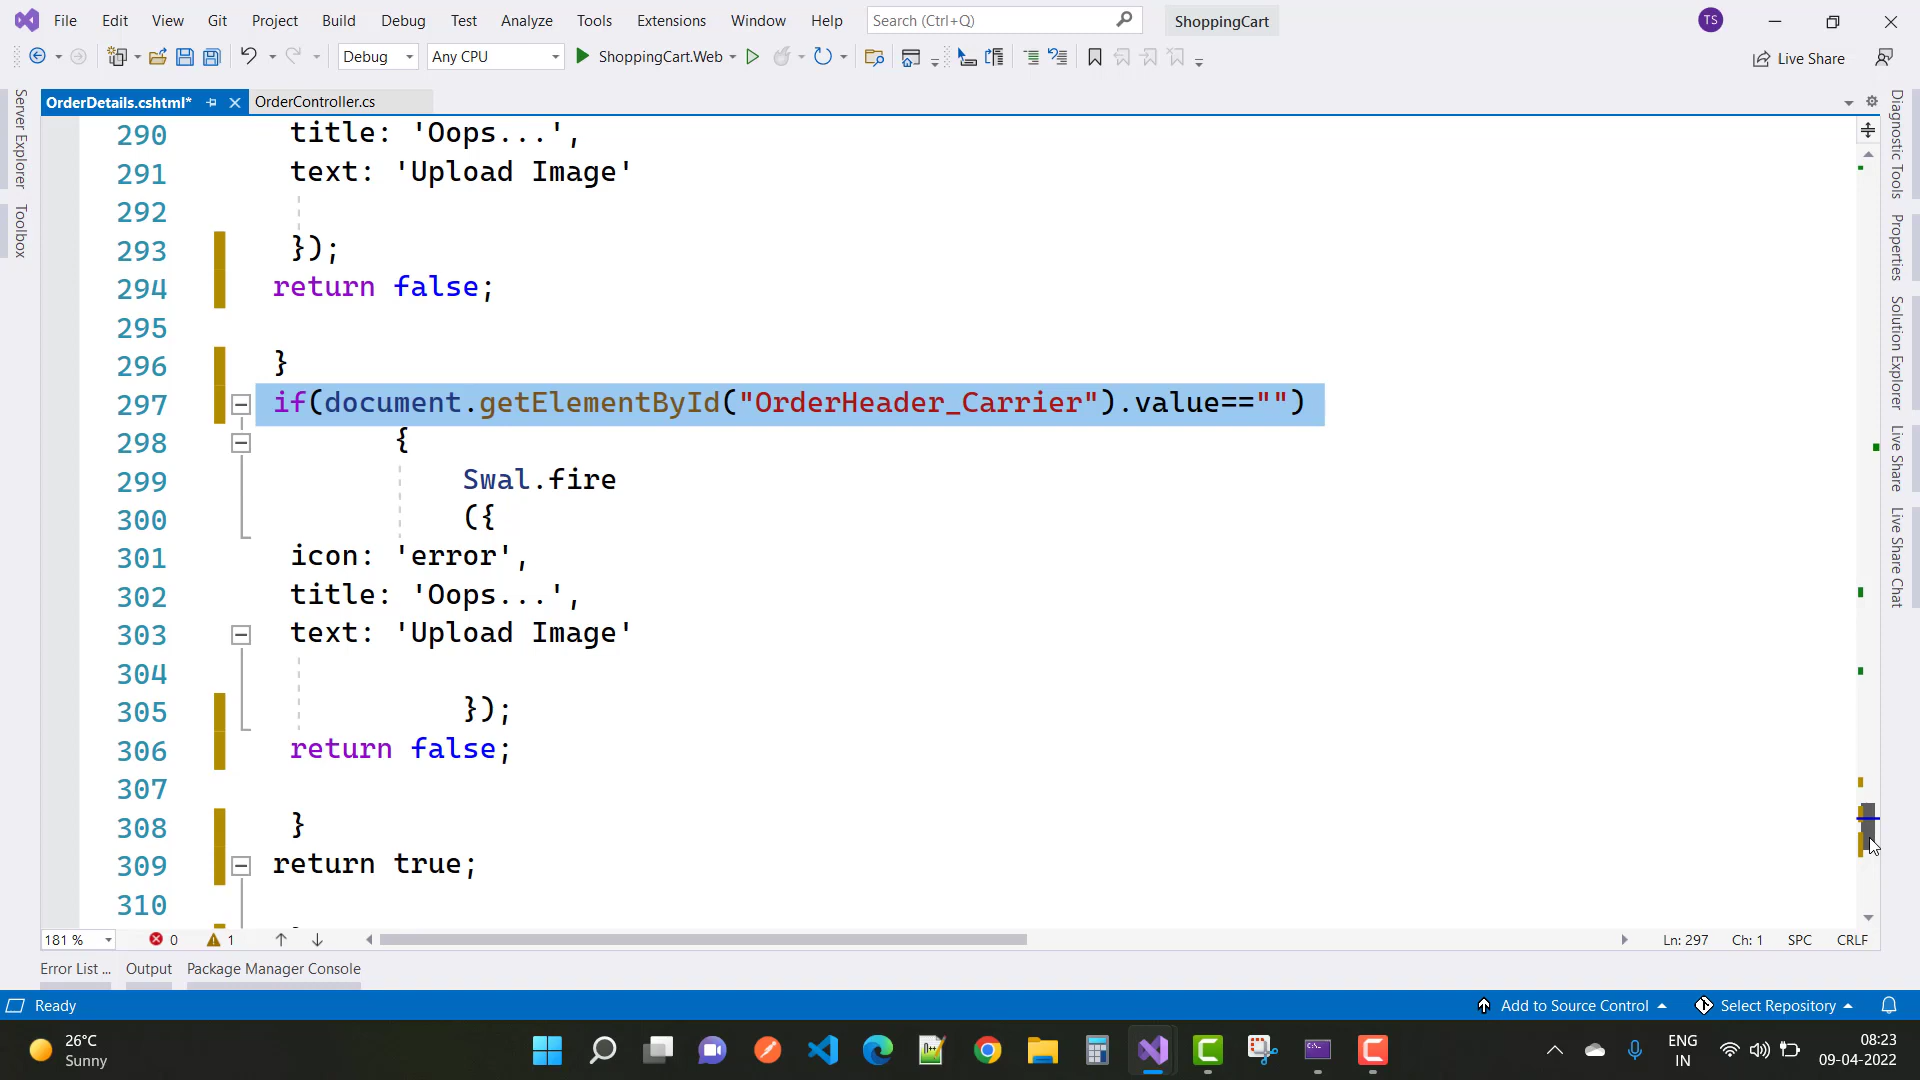 File Edit View Git Project Build Debug Test Analyze Tools Extensions Window Help Search (Ctrl+Q) ShoppingCart TS
Debug Any CPU ShoppingCart.Web Live Share
Server Explorer
Toolbox
OrderDetails.cshtml* OrderController.cs
290 title: 'Oops...',
291 text: 'Upload Image'
292
293 });
294 return false;
295
296 }
297 if(document.getElementById("OrderHeader_Carrier").value=="")
298 {
299 Swal.fire
300 ({
301 icon: 'error',
302 title: 'Oops...',
303 text: 'Upload Image'
304
305 });
306 return false;
307
308 }
309 return true;
310
Diagnostic Tools
Properties
Solution Explorer
Live Share
Live Share Chat
181 % 0 1 Ln: 297 Ch: 1 SPC CRLF
Error List ... Output Package Manager Console
Ready Add to Source Control Select Repository
26°C
Sunny
ENG
IN
08:23
09-04-2022